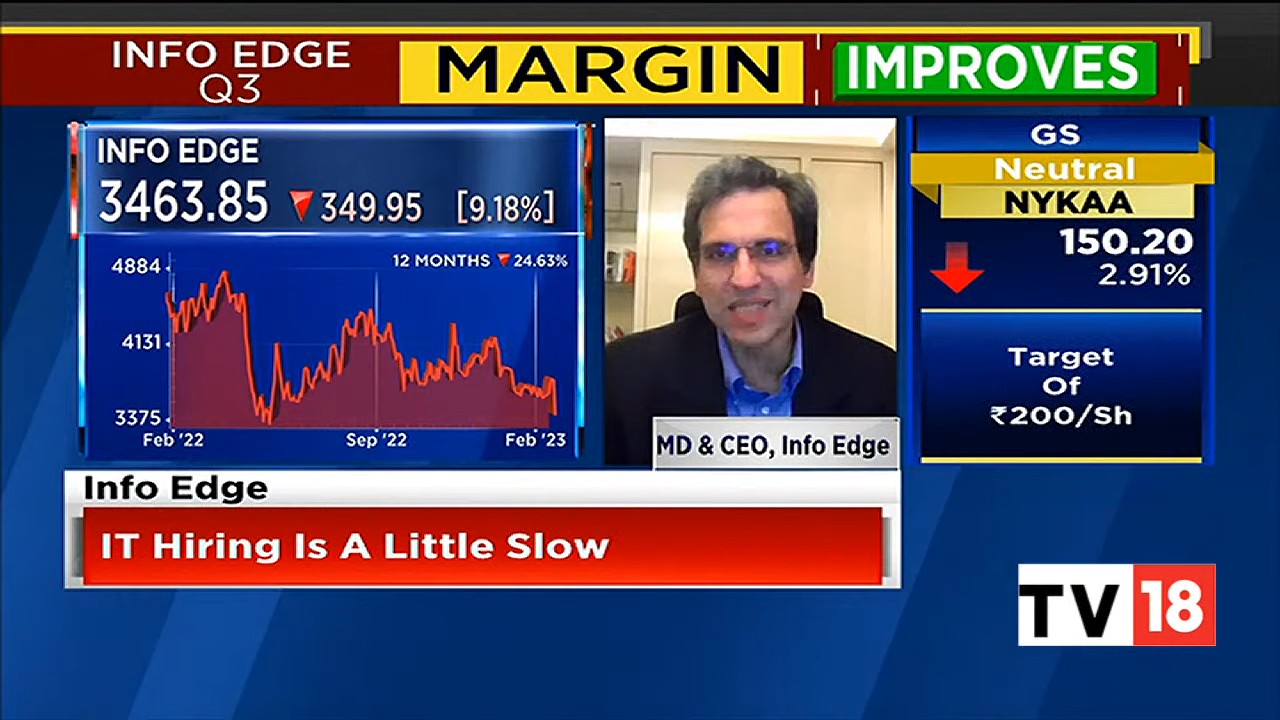 INFO EDGE
Q3
MARGIN
IMPROVES
INFO EDGE
3463.85 ▼ 349.95 [9.18%]
12 MONTHS ▼ 24.63%
4884
4131
3375
Feb '22 Sep '22 Feb '23
MD & CEO, Info Edge
GS
Neutral
NYKAA
150.20
2.91%
Target
Of
₹200/Sh
Info Edge
IT Hiring Is A Little Slow
TV18